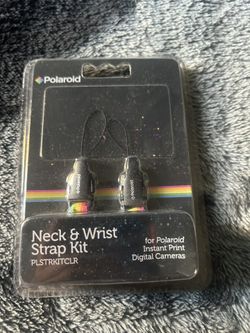 Polaroid
Neck & Wrist
Strap Kit
PLSTRKITCLR
for Polaroid
Instant Print
Digital Cameras